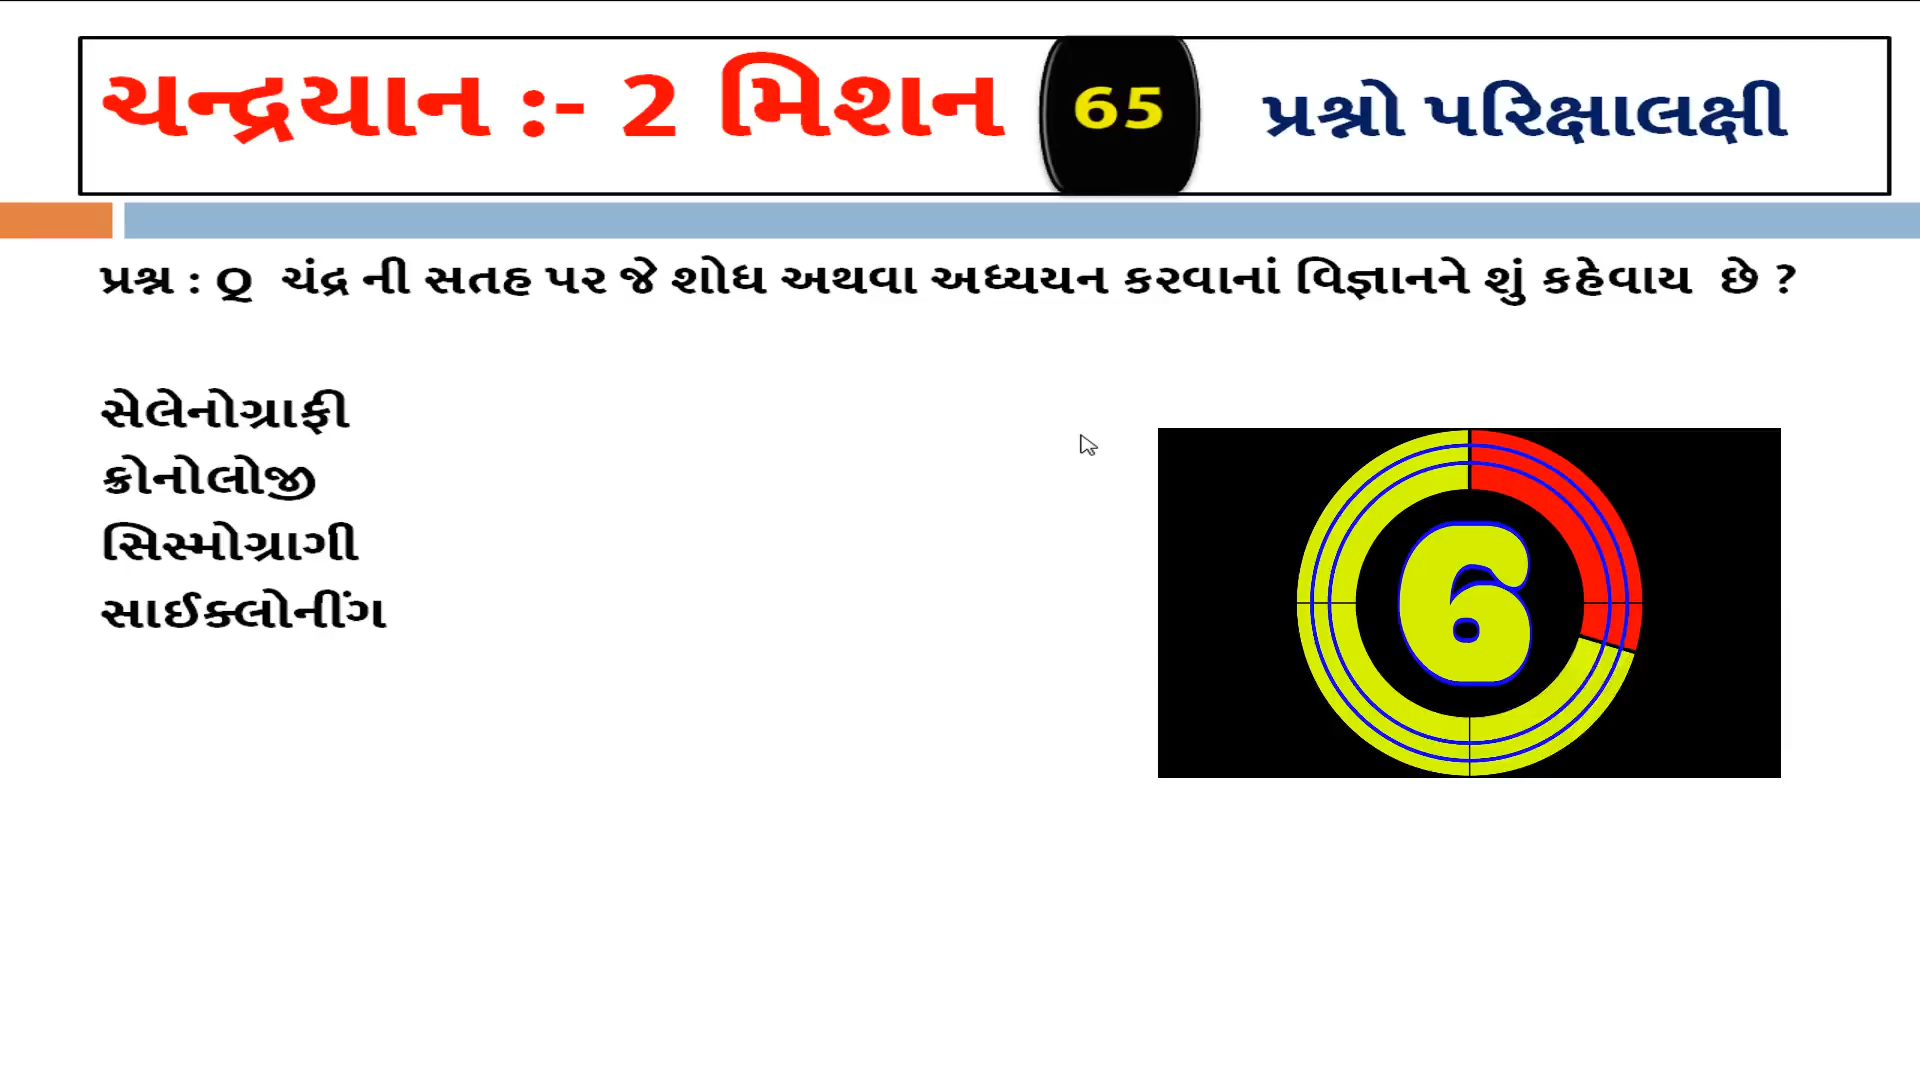 ચન્દ્રયાન :- 2 મિશન 65 પ્રશ્નો પરિક્ષાલક્ષી
પ્રશ્ન : Q ચંદ્ર ની સતહ પર જે શોધ અથવા અધ્યયન કરવાનાં વિજ્ઞાનને શું કહેવાય છે ?
સેલેનોગ્રાફી
ક્રોનોલોજી
સિસ્મોગ્રાગી
સાઈક્લોનીંગ
6